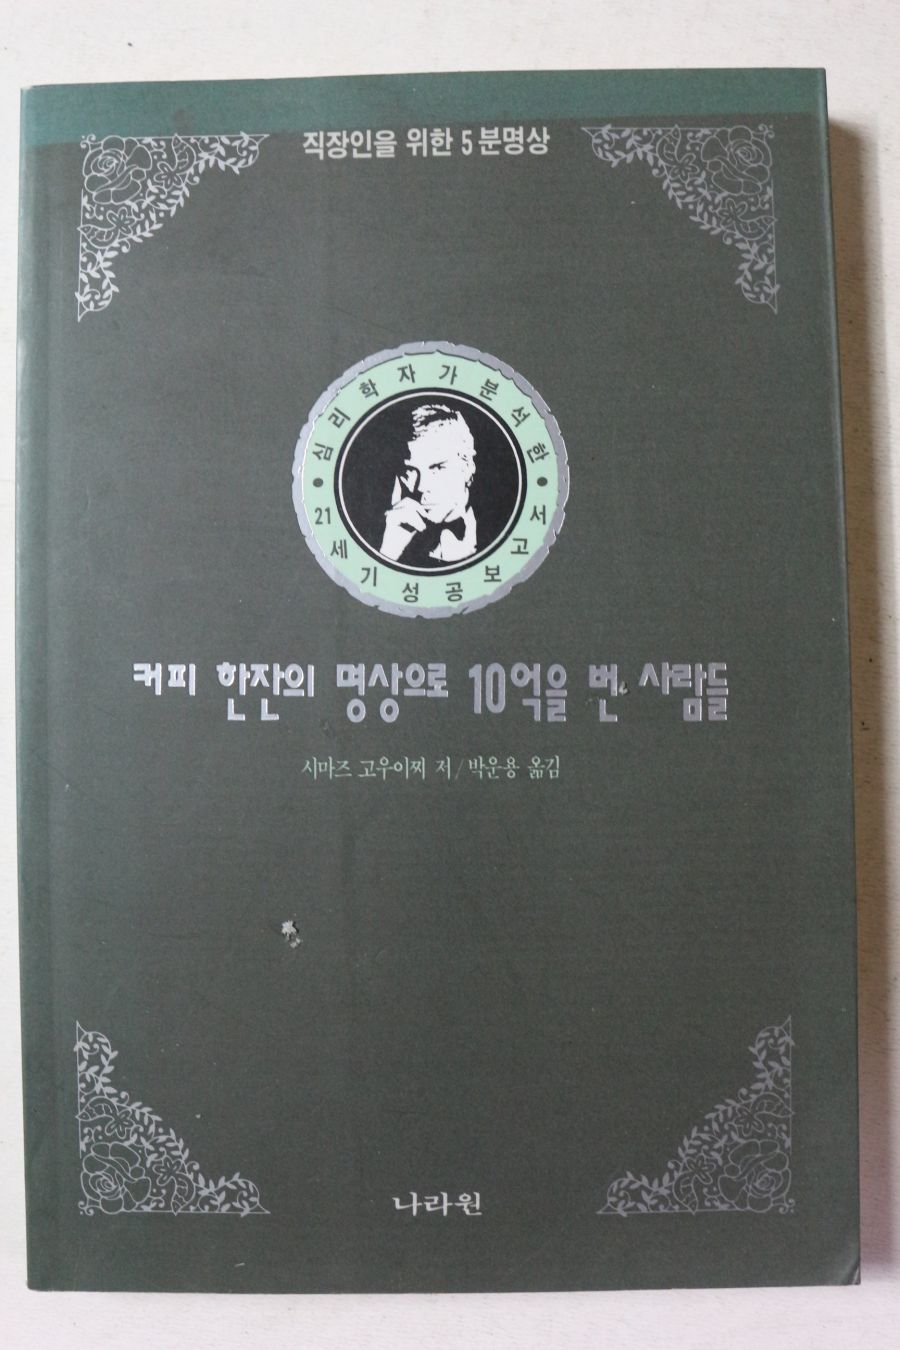 직장인을 위한 5분명상
심리학자가분석한
21세기성공보고서
커피 한잔의 명상으로 10억을 번 사람들
시마즈 고우이찌 저/박운용 옮김
나라원